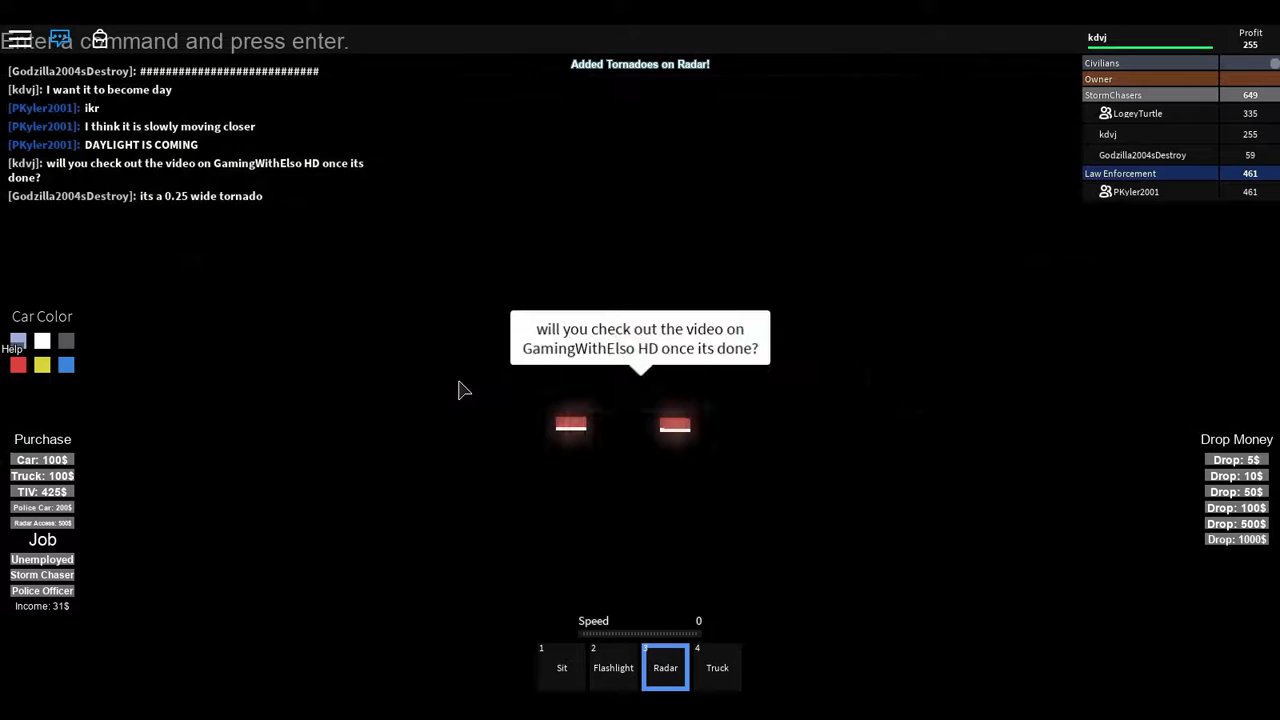 Enter a command and press enter.
kdvj
Profit
255
Added Tornadoes on Radar!
[Godzilla2004sDestroy]: ############################
[kdvj]: I want it to become day
[PKyler2001]: ikr
[PKyler2001]: I think it is slowly moving closer
[PKyler2001]: DAYLIGHT IS COMING
[kdvj]: will you check out the video on GamingWithElso HD once its
done?
[Godzilla2004sDestroy]: its a 0.25 wide tornado
Civilians
Owner
StormChasers 649
LogeyTurtle 335
kdvj 255
Godzilla2004sDestroy 59
Law Enforcement 461
PKyler2001 461
will you check out the video on
GamingWithElso HD once its done?
Car Color
Help
Purchase
Car: 100$
Truck: 100$
TIV: 425$
Police Car: 200$
Radar Access: 500$
Job
Unemployed
Storm Chaser
Police Officer
Income: 31$
Drop Money
Drop: 5$
Drop: 10$
Drop: 50$
Drop: 100$
Drop: 500$
Drop: 1000$
Speed 0
1 2 3 4
Sit Flashlight Radar Truck